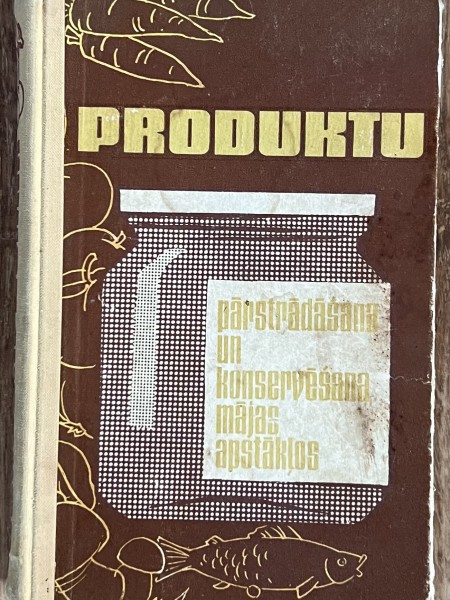 PRODUKTU
pārstrādāšana
un
konservēšana
mājas
apstākļos